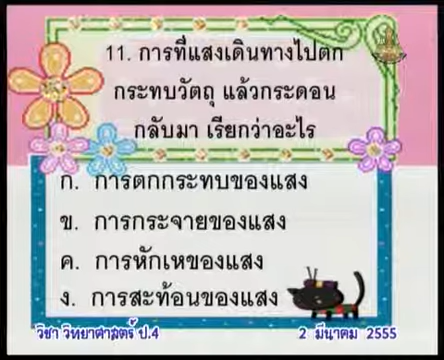 11. การที่แสงเดินทางไปตก
กระทบวัตถุ แล้วกระดอน
กลับมา เรียกว่าอะไร
ก. การตกกระทบของแสง
ข. การกระจายของแสง
ค. การหักเหของแสง
ง. การสะท้อนของแสง
วิชา วิทยาศาสตร์ ป.4 2 มีนาคม 2555